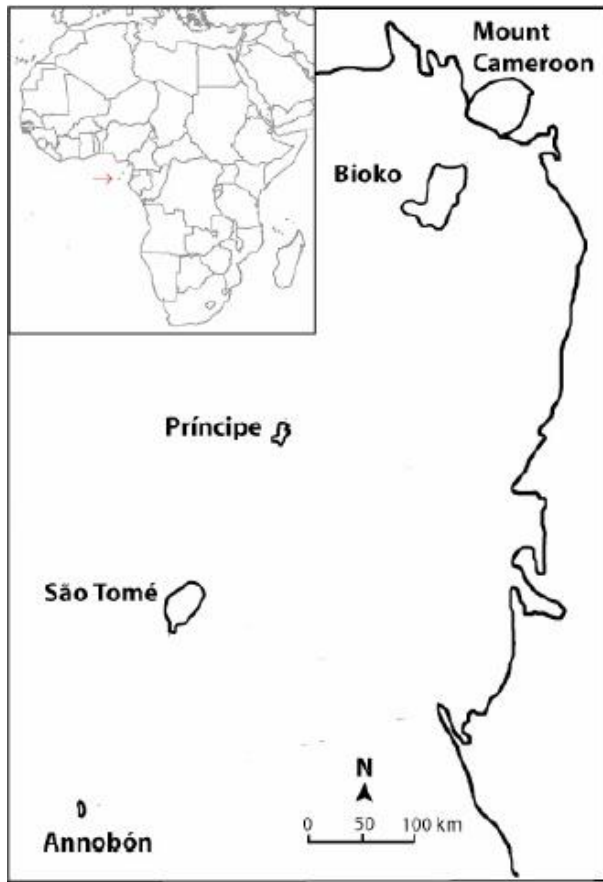 Mount
Cameroon
Bioko
Príncipe
São Tomé
N
0 50 100 km
Annobón